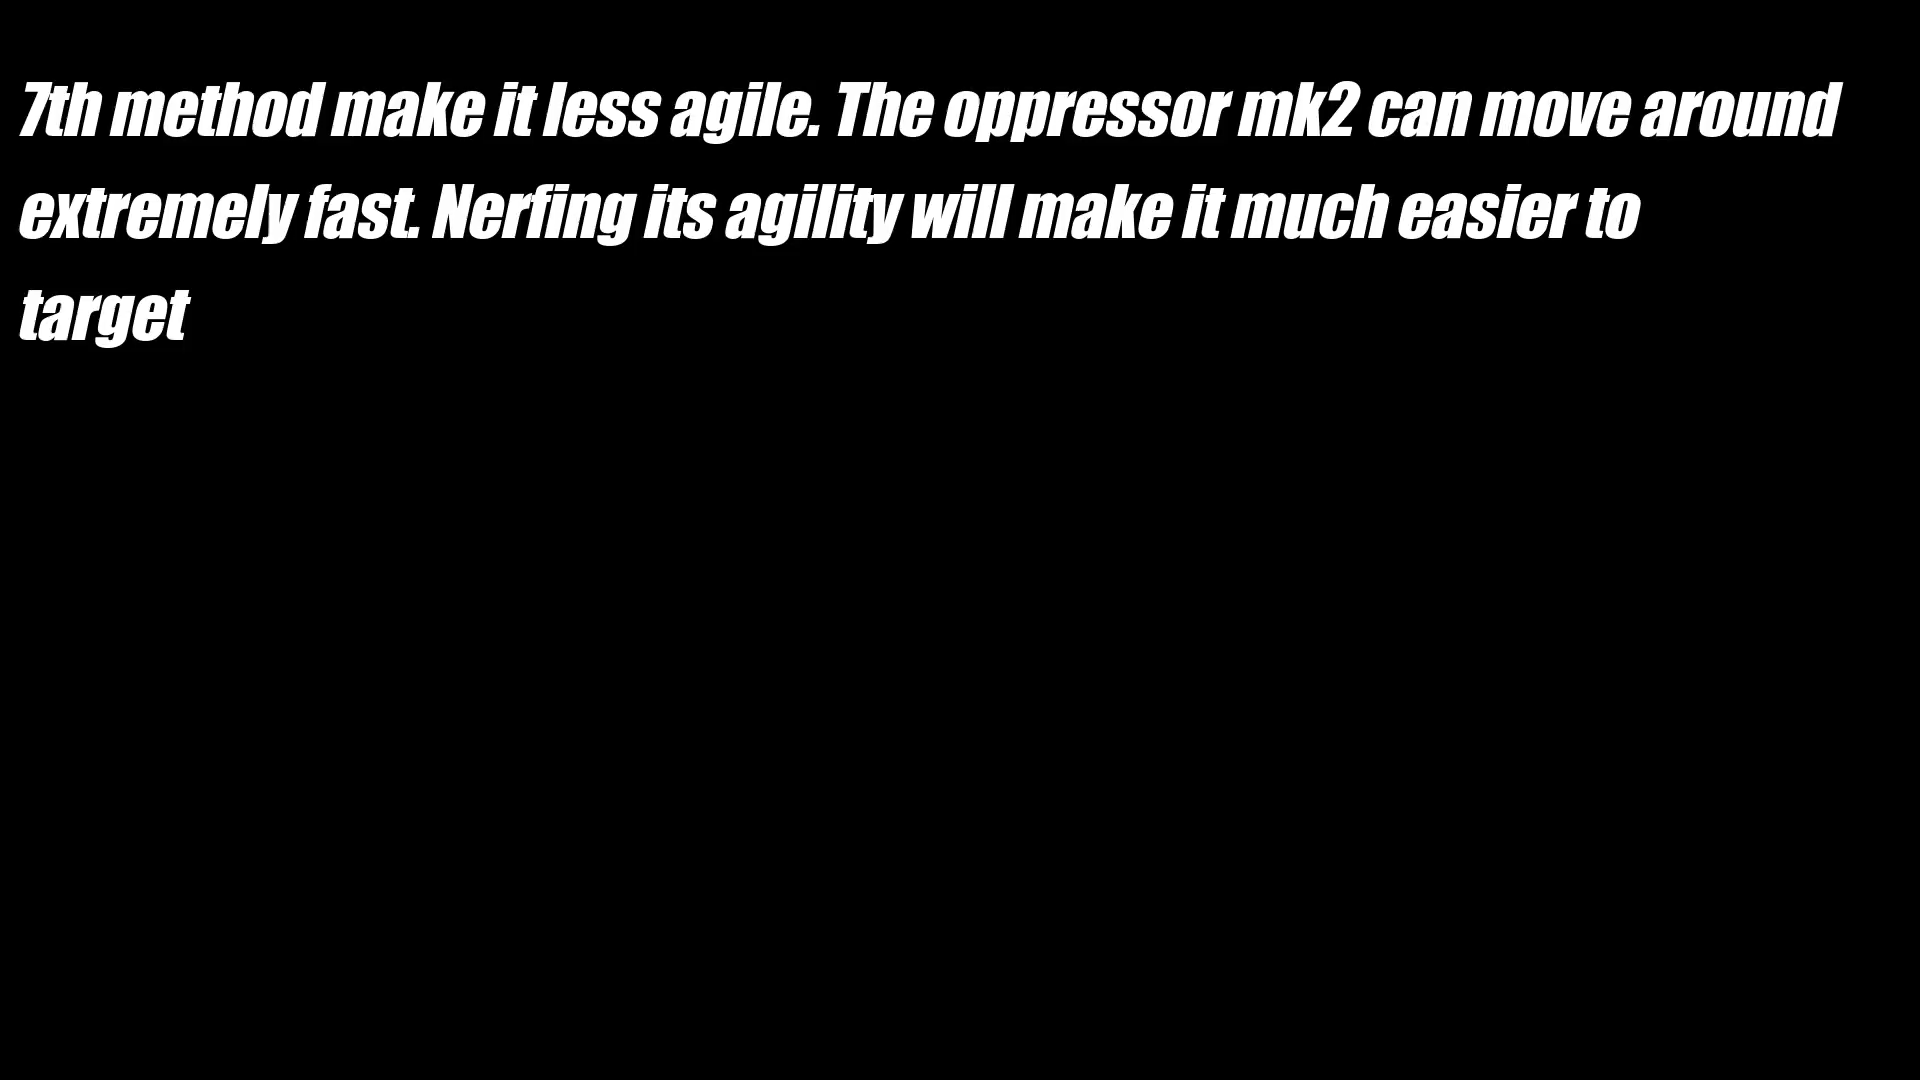 7th method make it less agile. The oppressor mk2 can move around
extremely fast. Nerfing its agility will make it much easier to
target